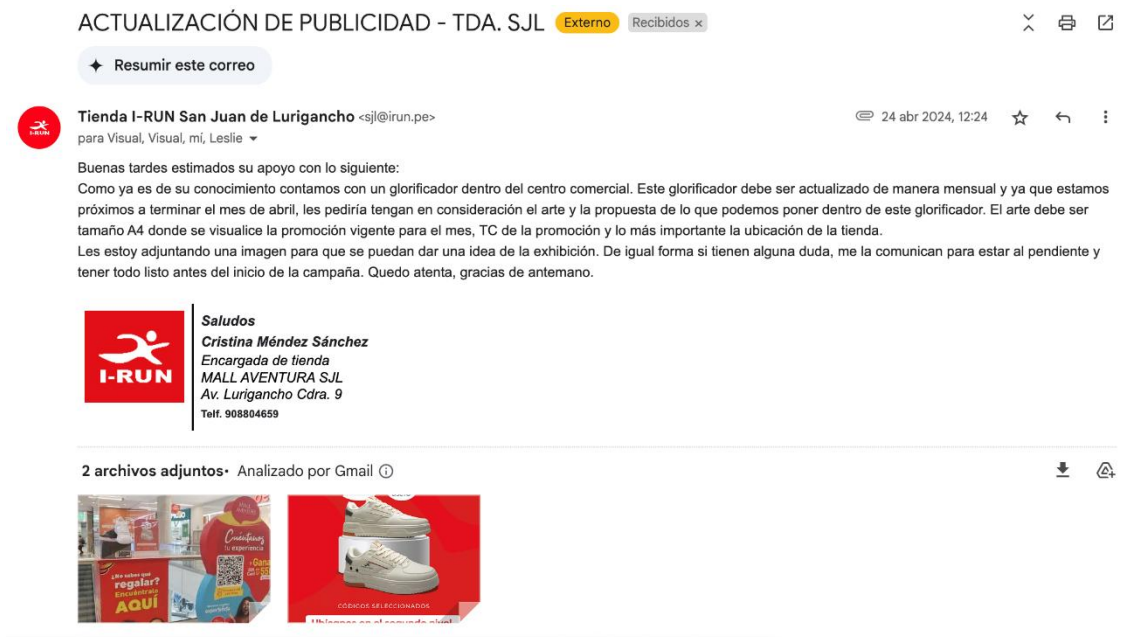 ACTUALIZACIÓN DE PUBLICIDAD - TDA. SJL Externo Recibidos x
Resumir este correo
Tienda I-RUN San Juan de Lurigancho <sjl@irun.pe> 24 abr 2024, 12:24
para Visual, Visual, mí, Leslie
Buenas tardes estimados su apoyo con lo siguiente:
Como ya es de su conocimiento contamos con un glorificador dentro del centro comercial. Este glorificador debe ser actualizado de manera mensual y ya que estamos
próximos a terminar el mes de abril, les pediría tengan en consideración el arte y la propuesta de lo que podemos poner dentro de este glorificador. El arte debe ser
tamaño A4 donde se visualice la promoción vigente para el mes, TC de la promoción y lo más importante la ubicación de la tienda.
Les estoy adjuntando una imagen para que se puedan dar una idea de la exhibición. De igual forma si tienen alguna duda, me la comunican para estar al pendiente y
tener todo listo antes del inicio de la campaña. Quedo atenta, gracias de antemano.
I-RUN
Saludos
Cristina Méndez Sánchez
Encargada de tienda
MALL AVENTURA SJL
Av. Lurigancho Cdra. 9
Telf. 908804659
2 archivos adjuntos• Analizado por Gmail
Cuéntanos
tu experiencia
¿No sabes qué
regalar?
Encuéntralo
AQUÍ
CÓDIGOS SELECCIONADOS
Ubícanos en el segundo nivel